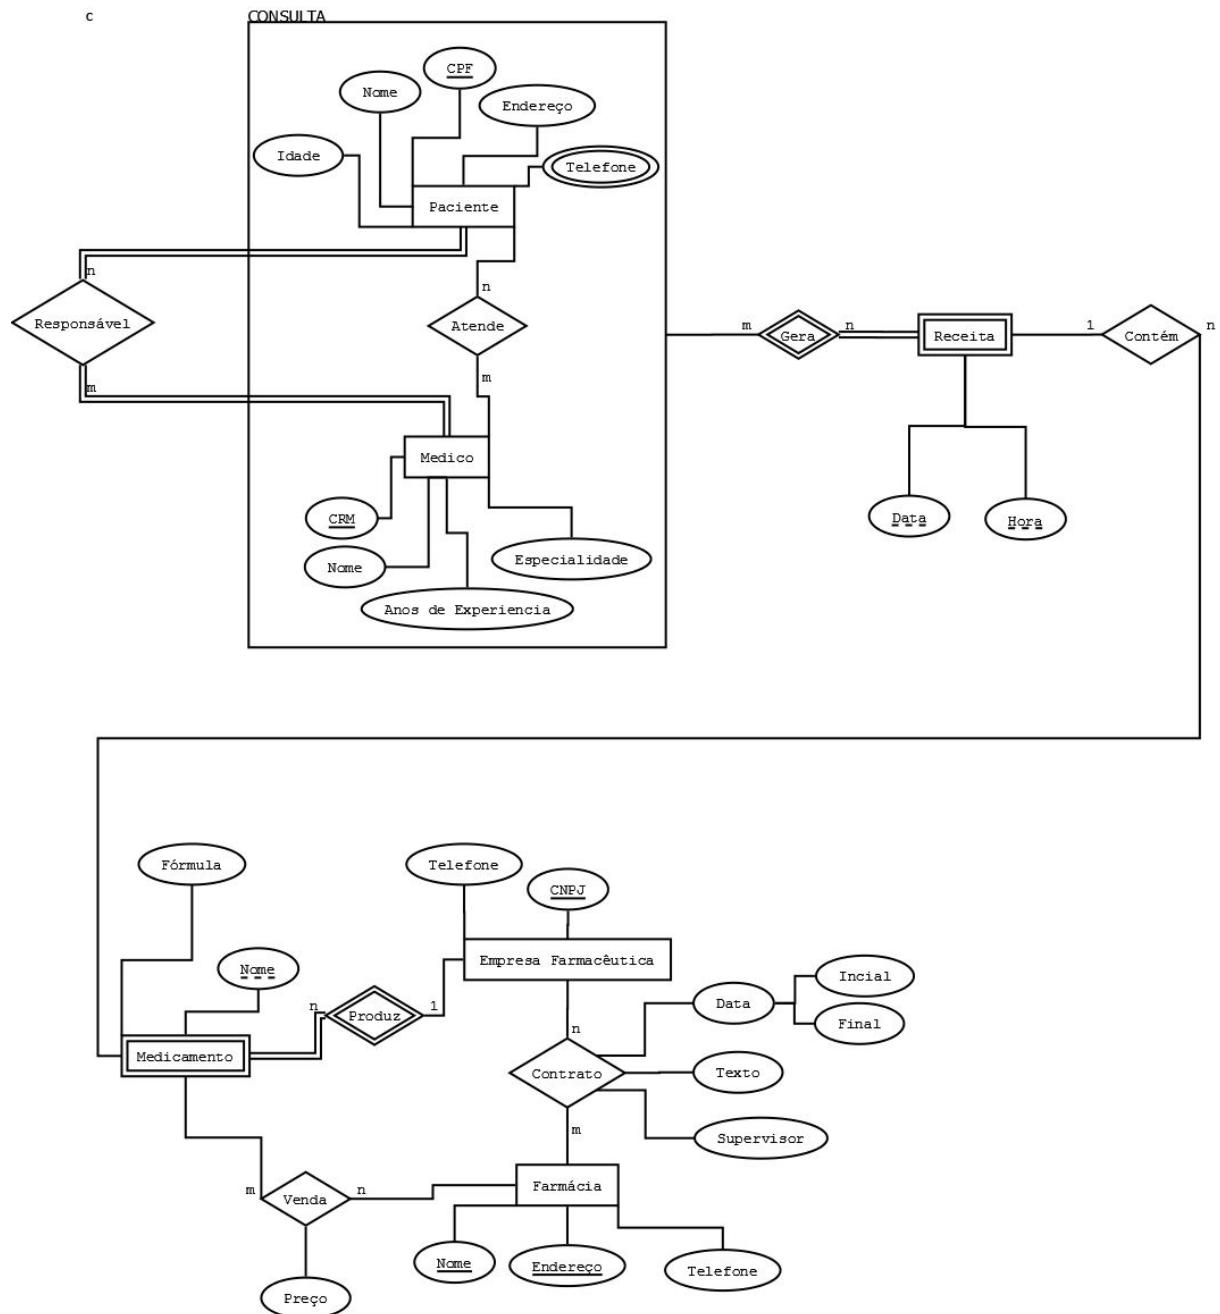 c
CONSULTA
CPF
Nome
Endereço
Idade
Telefone
Paciente
n
n
Responsável
Atende
m
Gera
n
Receita
1
Contém
n
m
m
Medico
CRM
Data
Hora
Nome
Especialidade
Anos de Experiencia
Fórmula
Telefone
CNPJ
Nome
Empresa Farmacêutica
Incial
Data
Final
n
Produz
1
n
Medicamento
Contrato
Texto
m
Supervisor
m
Venda
n
Farmácia
Nome
Endereço
Telefone
Preço